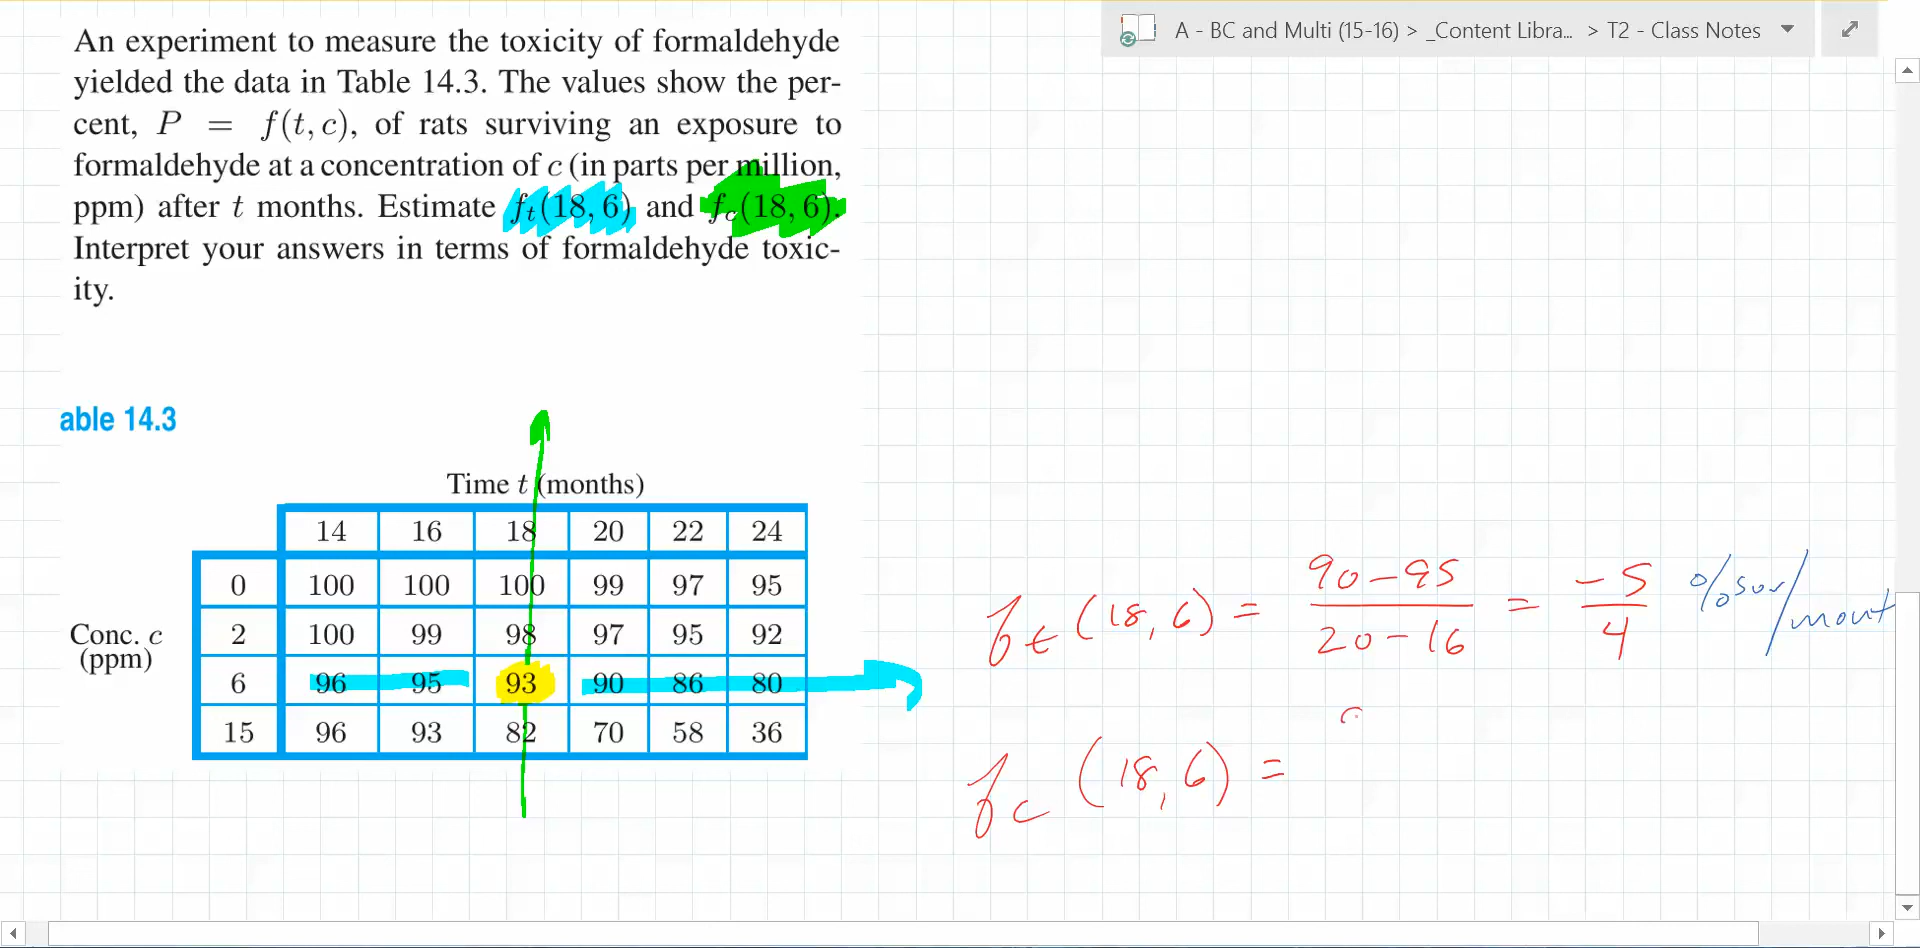 An experiment to measure the toxicity of formaldehyde
yielded the data in Table 14.3. The values show the per-
cent, P = f(t, c), of rats surviving an exposure to
formaldehyde at a concentration of c (in parts per million,
ppm) after t months. Estimate f_t(18, 6) and f_c(18, 6).
Interpret your answers in terms of formaldehyde toxic-
ity.
A - BC and Multi (15-16) > _Content Libra... > T2 - Class Notes
able 14.3
Time t (months)
14 16 18 20 22 24
0 100 100 100 99 97 95
2 100 99 98 97 95 92
Conc. c
(ppm)
6 96 95 93 90 86 80
15 96 93 82 70 58 36
f_t (18, 6) = 90 - 95 / 20 - 16 = -5 / 4 % sur / mont
f_c (18, 6) =